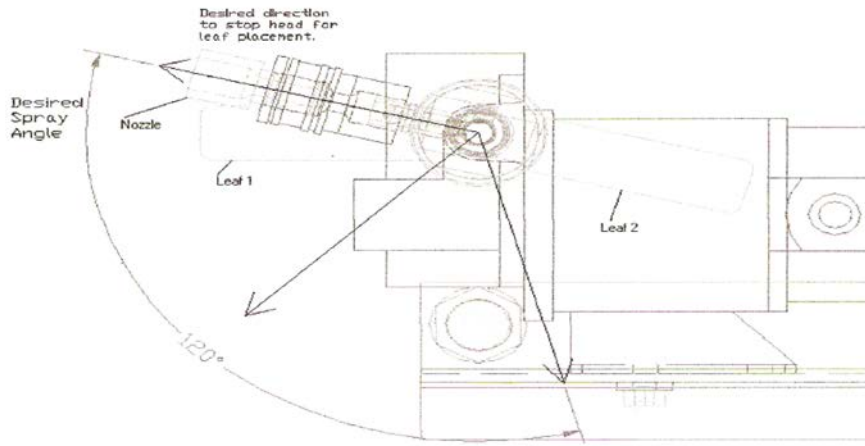 Desired direction
to stop head for
leaf placement.
Desired
Spray
Angle
Nozzle
Leaf 1
Leaf 2
120°